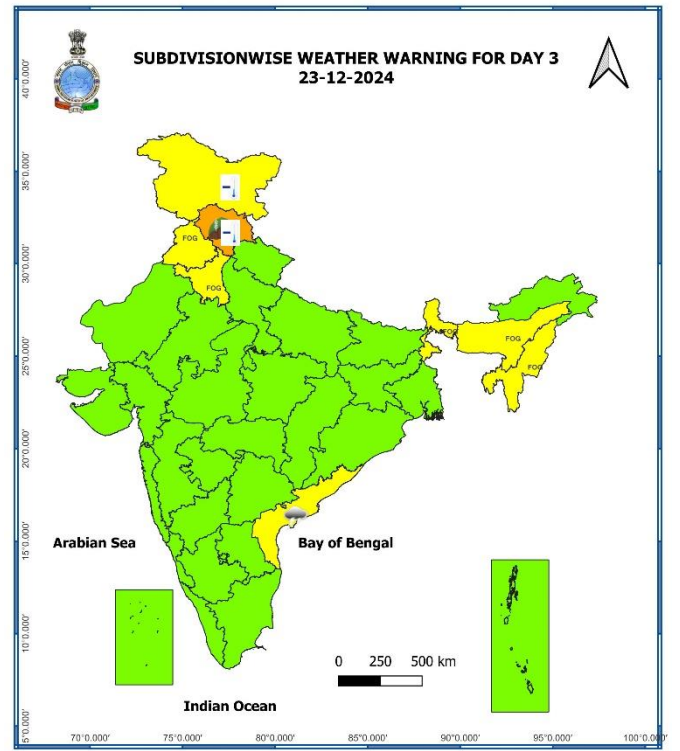 SUBDIVISIONWISE WEATHER WARNING FOR DAY 3
23-12-2024
40°0.000'
35°0.000'
30°0.000'
25°0.000'
20°0.000'
15°0.000'
10°0.000'
5°0.000'
FOG
FOG
FOG
FOG
FOG
Arabian Sea
Bay of Bengal
0 250 500 km
Indian Ocean
70°0.000'
75°0.000'
80°0.000'
85°0.000'
90°0.000'
95°0.000'
100°0.000'